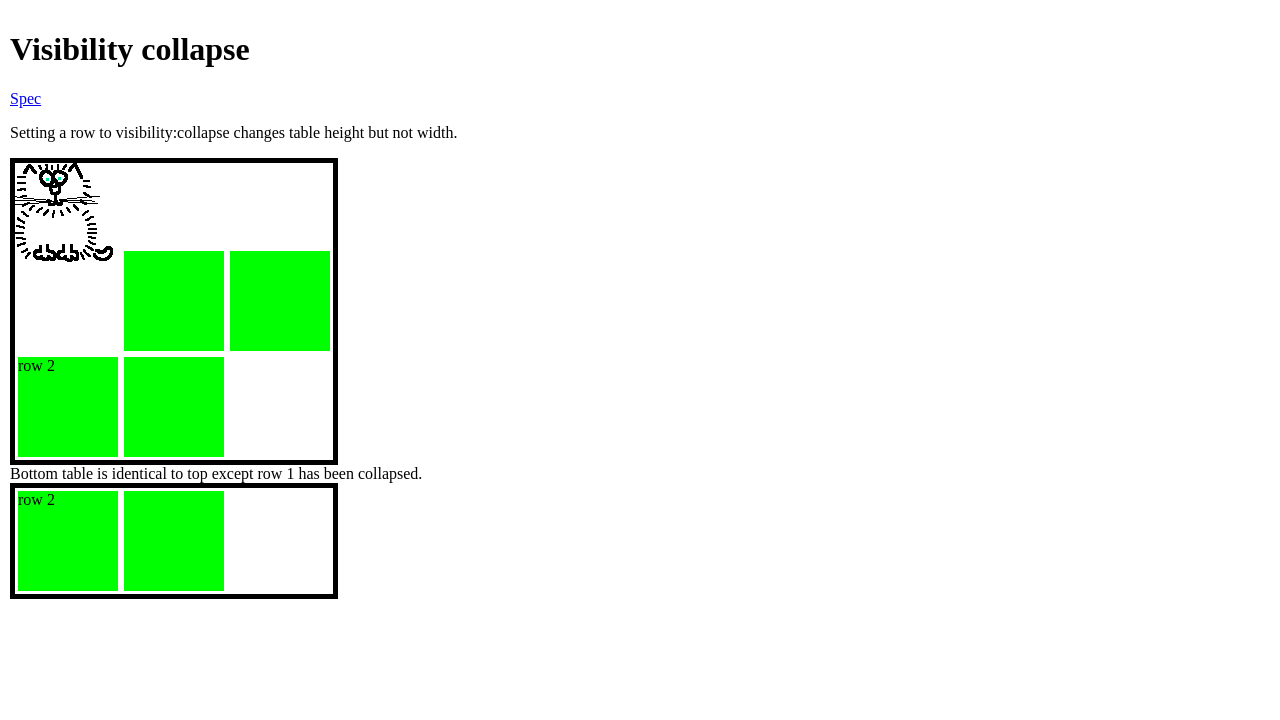 Visibility collapse
Spec
Setting a row to visibility:collapse changes table height but not width.
row 2
Bottom table is identical to top except row 1 has been collapsed.
row 2